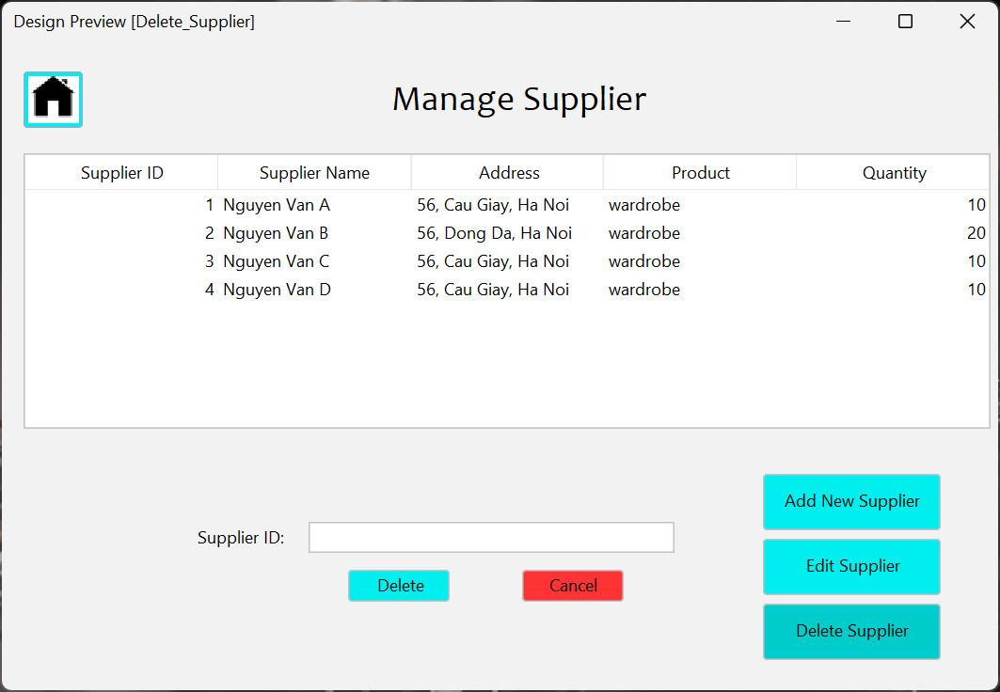 Design Preview [Delete_Supplier]
Manage Supplier
Supplier ID Supplier Name Address Product Quantity
1 Nguyen Van A 56, Cau Giay, Ha Noi wardrobe 10
2 Nguyen Van B 56, Dong Da, Ha Noi wardrobe 20
3 Nguyen Van C 56, Cau Giay, Ha Noi wardrobe 10
4 Nguyen Van D 56, Cau Giay, Ha Noi wardrobe 10
Add New Supplier
Supplier ID:
Edit Supplier
Delete Cancel
Delete Supplier